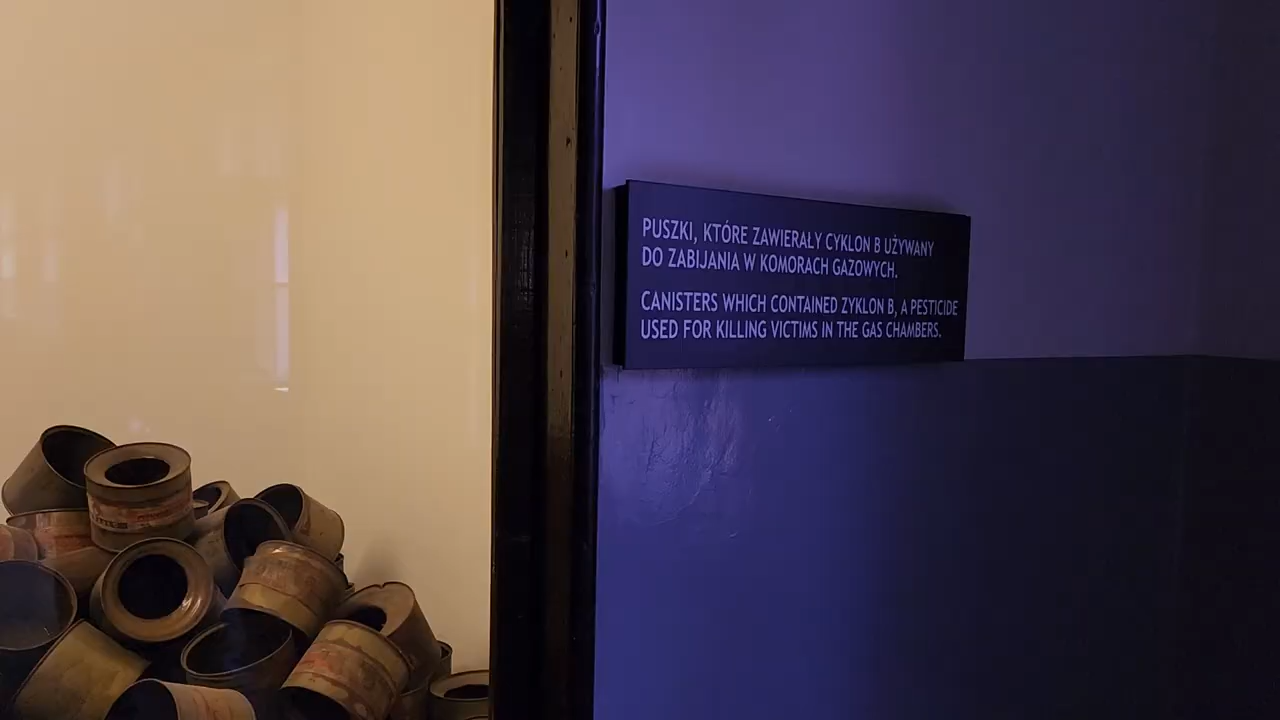 PUSZKI, KTÓRE ZAWIERAŁY CYKLON B UŻYWANY
DO ZABIJANIA W KOMORACH GAZOWYCH.
CANISTERS WHICH CONTAINED ZYKLON B, A PESTICIDE
USED FOR KILLING VICTIMS IN THE GAS CHAMBERS.